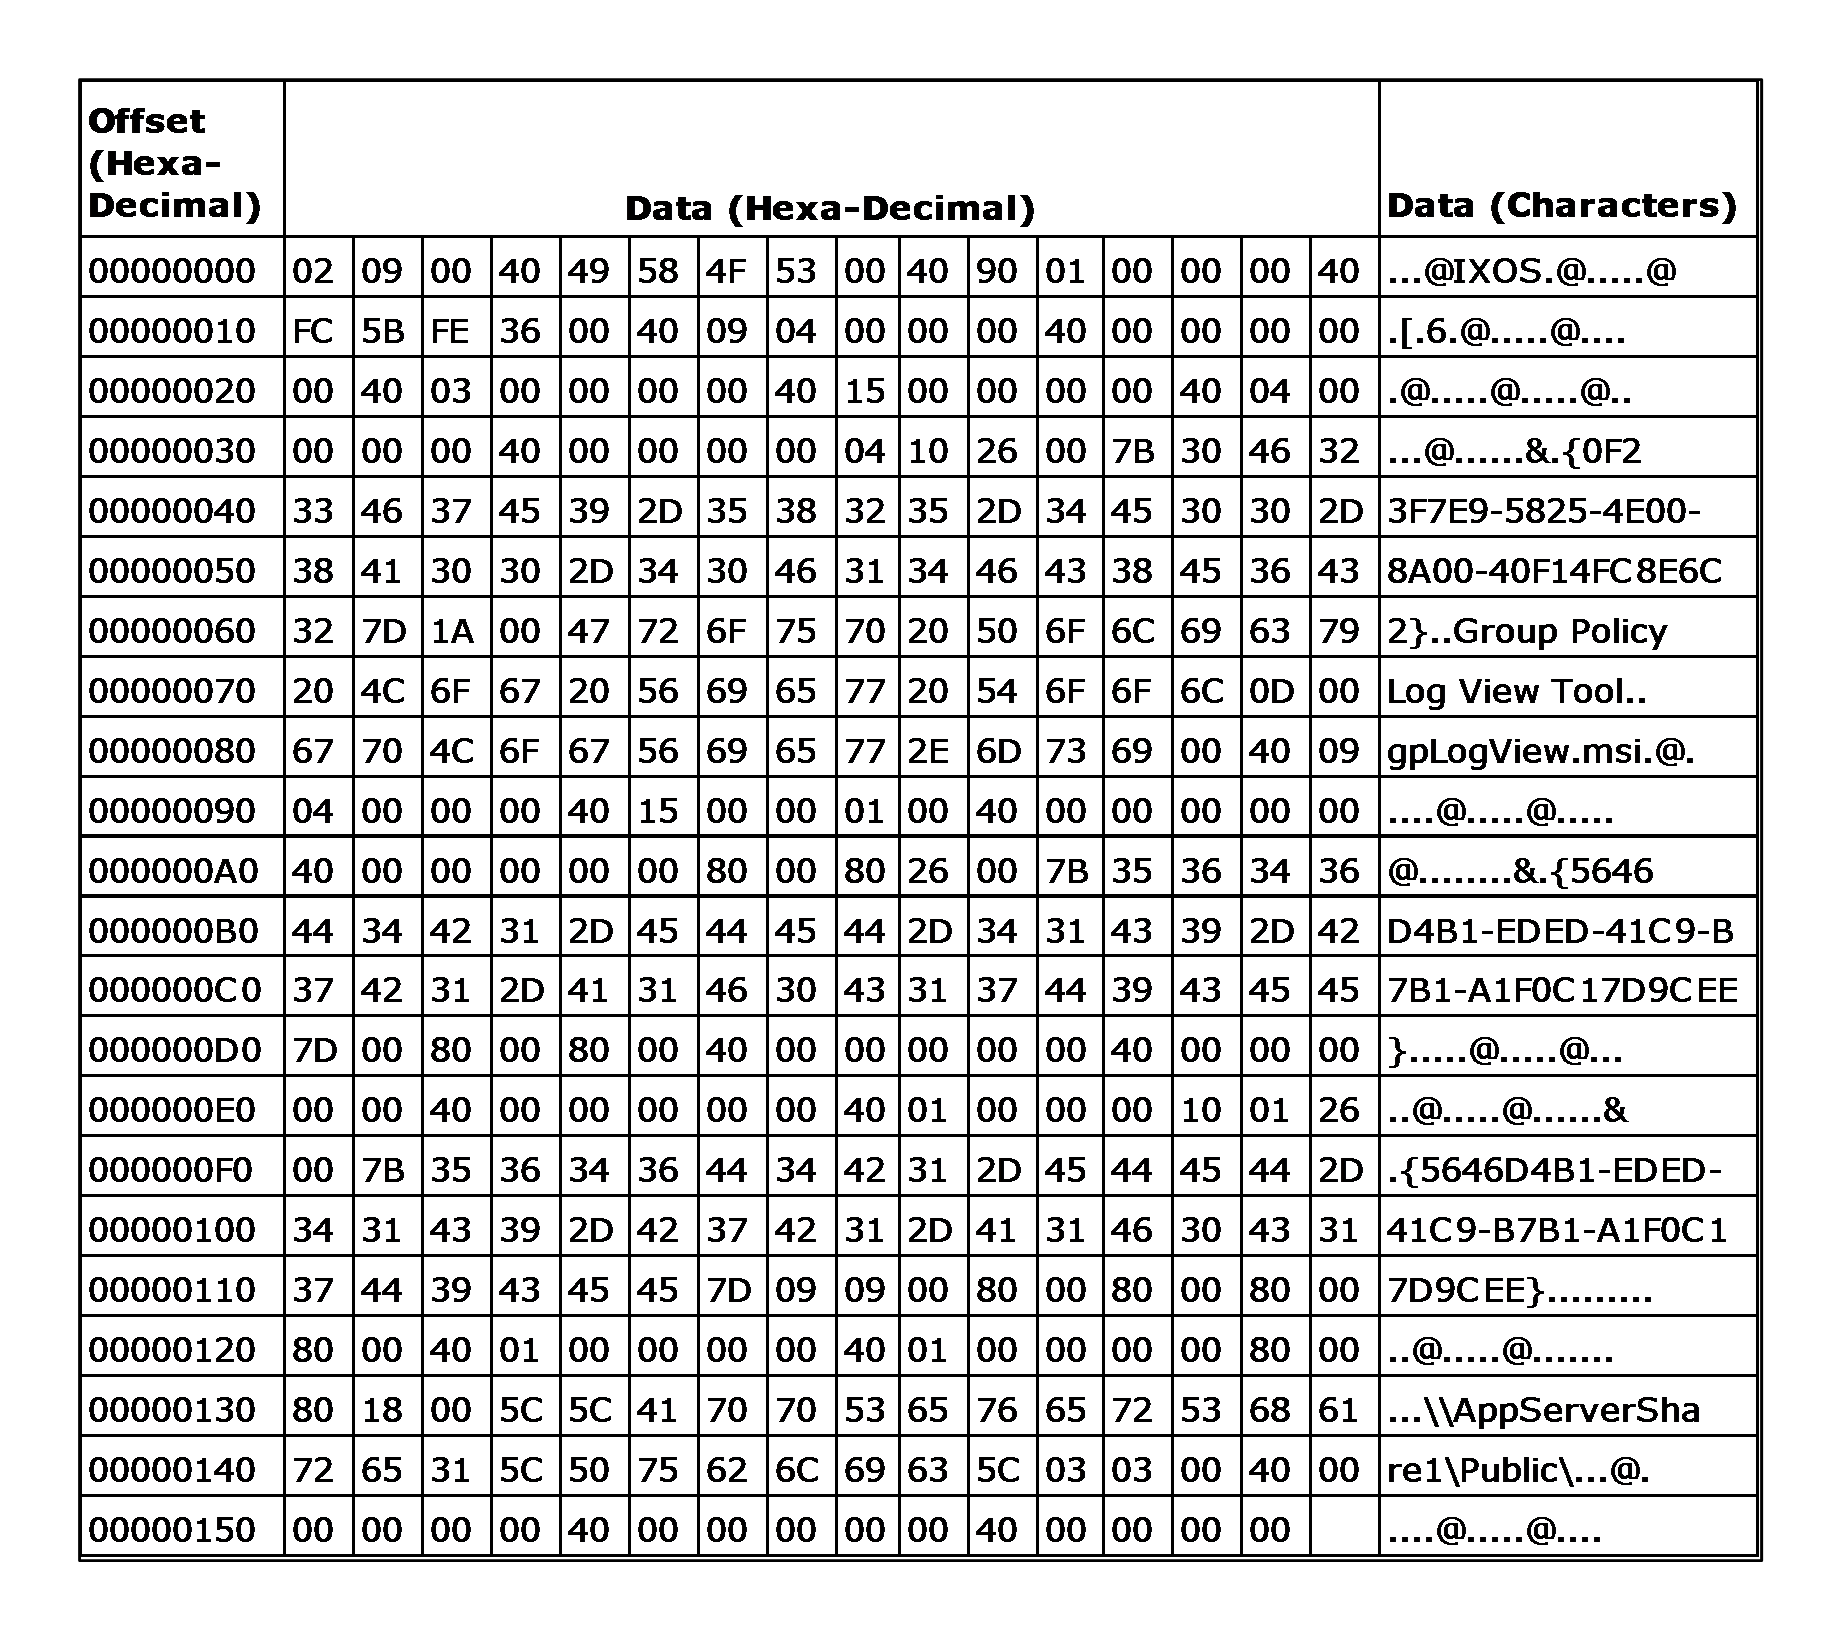 Offset
(Hexa-
Decimal)
Data (Hexa-Decimal)
Data (Characters)
00000000 02 09 00 40 49 58 4F 53 00 40 90 01 00 00 00 40 ...@IXOS.@.....@
00000010 FC 5B FE 36 00 40 09 04 00 00 00 40 00 00 00 00 .[.6.@.....@....
00000020 00 40 03 00 00 00 00 40 15 00 00 00 00 40 04 00 .@.....@.....@..
00000030 00 00 00 40 00 00 00 00 04 10 26 00 7B 30 46 32 ...@......&.{0F2
00000040 33 46 37 45 39 2D 35 38 32 35 2D 34 45 30 30 2D 3F7E9-5825-4E00-
00000050 38 41 30 30 2D 34 30 46 31 34 46 43 38 45 36 43 8A00-40F14FC8E6C
00000060 32 7D 1A 00 47 72 6F 75 70 20 50 6F 6C 69 63 79 2}..Group Policy
00000070 20 4C 6F 67 20 56 69 65 77 20 54 6F 6F 6C 0D 00 Log View Tool..
00000080 67 70 4C 6F 67 56 69 65 77 2E 6D 73 69 00 40 09 gpLogView.msi.@.
00000090 04 00 00 00 40 15 00 00 01 00 40 00 00 00 00 00 ....@.....@.....
000000A0 40 00 00 00 00 00 80 00 80 26 00 7B 35 36 34 36 @........&.{5646
000000B0 44 34 42 31 2D 45 44 45 44 2D 34 31 43 39 2D 42 D4B1-EDED-41C9-B
000000C0 37 42 31 2D 41 31 46 30 43 31 37 44 39 43 45 45 7B1-A1F0C17D9CEE
000000D0 7D 00 80 00 80 00 40 00 00 00 00 00 40 00 00 00 }.....@.....@...
000000E0 00 00 40 00 00 00 00 00 40 01 00 00 00 10 01 26 ..@.....@......&
000000F0 00 7B 35 36 34 36 44 34 42 31 2D 45 44 45 44 2D .{5646D4B1-EDED-
00000100 34 31 43 39 2D 42 37 42 31 2D 41 31 46 30 43 31 41C9-B7B1-A1F0C1
00000110 37 44 39 43 45 45 7D 09 09 00 80 00 80 00 80 00 7D9CEE}.........
00000120 80 00 40 01 00 00 00 00 40 01 00 00 00 00 80 00 ..@.....@.......
00000130 80 18 00 5C 5C 41 70 70 53 65 76 65 72 53 68 61 ...\\AppServerSha
00000140 72 65 31 5C 50 75 62 6C 69 63 5C 03 03 00 40 00 re1\Public\...@.
00000150 00 00 00 00 40 00 00 00 00 00 40 00 00 00 00 ....@.....@....